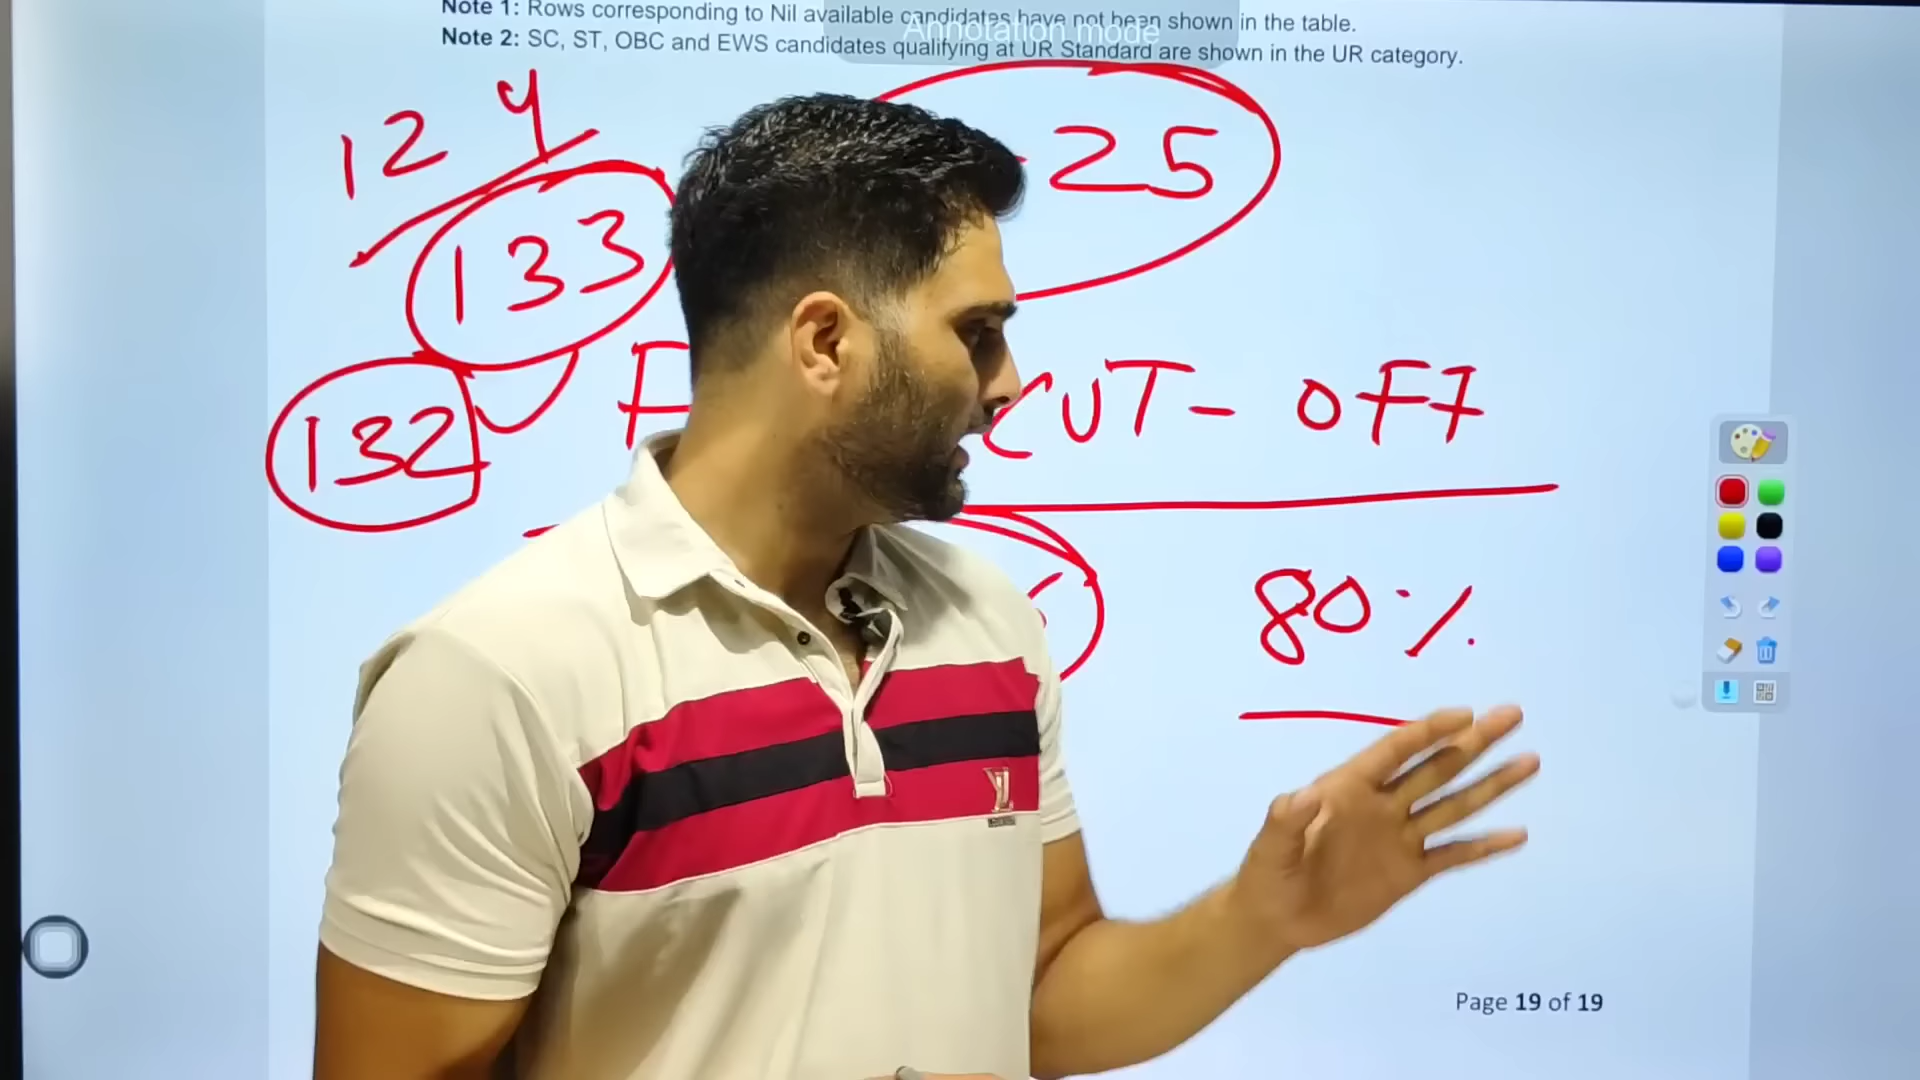 Note 1: Rows corresponding to Nil available candidates have not been shown in the table.
Annotation mode
Note 2: SC, ST, OBC and EWS candidates qualifying at UR Standard are shown in the UR category.
124
25
133
CUT-OFF
132
80%
Page 19 of 19